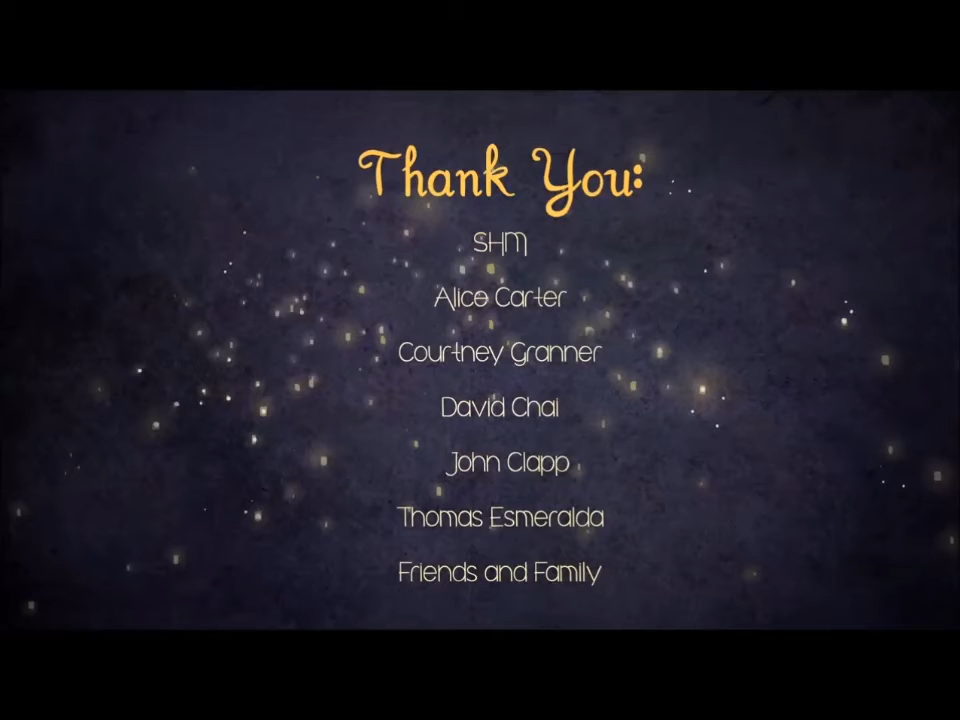 Thank You:
SHM
Alice Carter
Courtney Granner
David Chai
John Clapp
Thomas Esmeralda
Friends and Family